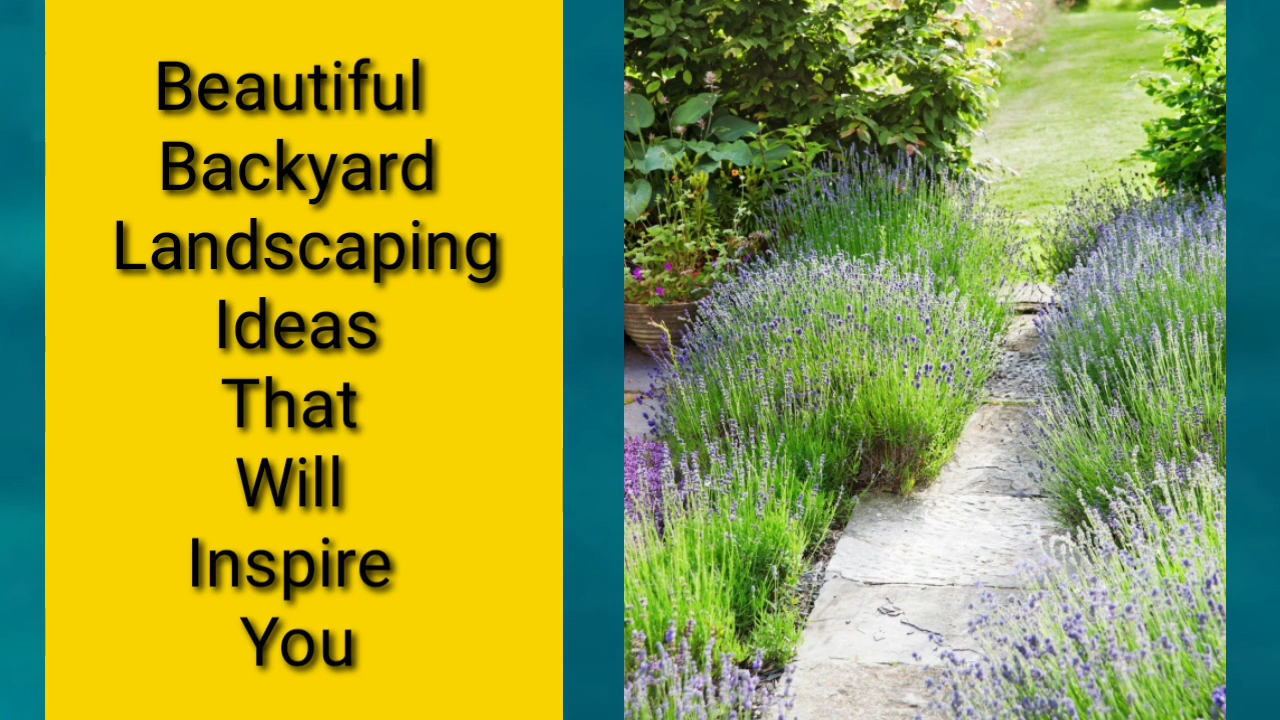 Beautiful
Backyard
Landscaping
Ideas
That
Will
Inspire
You